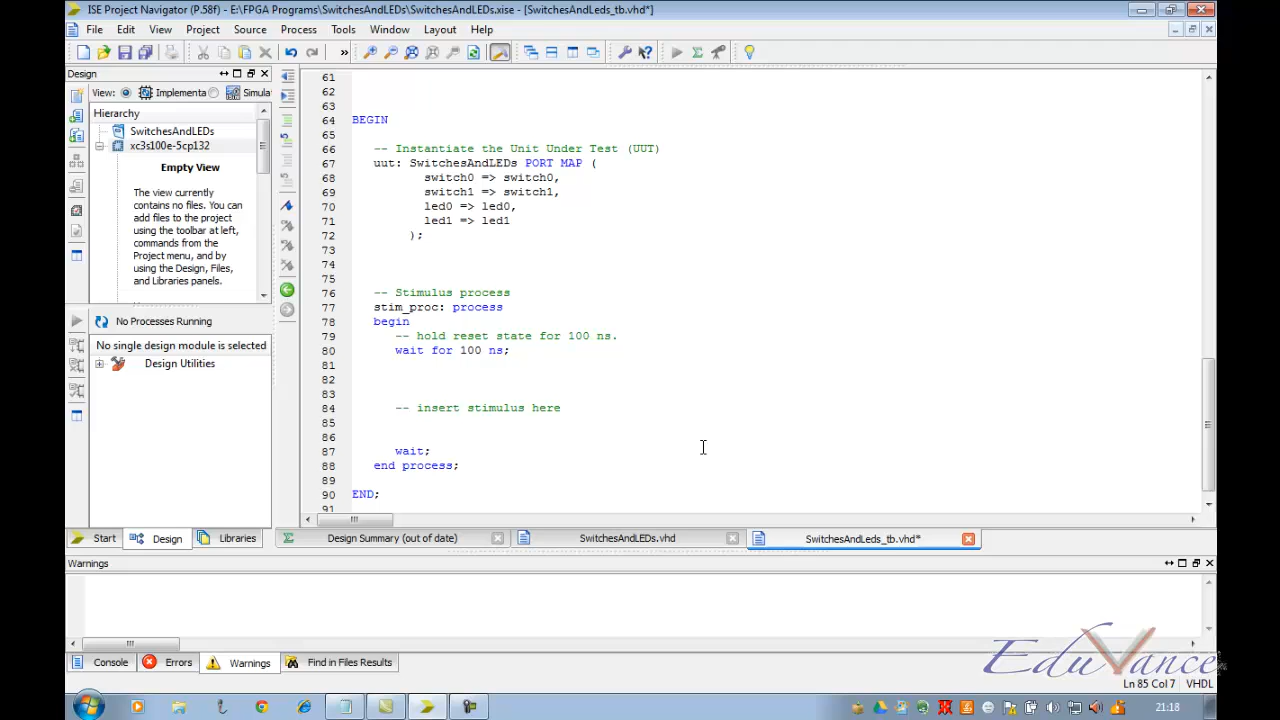 ISE Project Navigator (P.58f) - E:\FPGA Programs\SwitchesAndLEDs\SwitchesAndLEDs.xise - [SwitchesAndLeds_tb.vhd*]
File Edit View Project Source Process Tools Window Layout Help
Design
View: Implementa Simulat
Hierarchy
SwitchesAndLEDs
xc3s100e-5cp132
Empty View
The view currently
contains no files. You can
add files to the project
using the toolbar at left,
commands from the
Project menu, and by
using the Design, Files,
and Libraries panels.
No Processes Running
No single design module is selected
Design Utilities
61
62
63
64 BEGIN
65
66 -- Instantiate the Unit Under Test (UUT)
67 uut: SwitchesAndLEDs PORT MAP (
68 switch0 => switch0,
69 switch1 => switch1,
70 led0 => led0,
71 led1 => led1
72 );
73
74
75
76 -- Stimulus process
77 stim_proc: process
78 begin
79 -- hold reset state for 100 ns.
80 wait for 100 ns;
81
82
83
84 -- insert stimulus here
85
86
87 wait;
88 end process;
89
90 END;
91
Start Design Libraries
Design Summary (out of date) SwitchesAndLEDs.vhd SwitchesAndLeds_tb.vhd*
Warnings
Console Errors Warnings Find in Files Results
EduVance
Ln 85 Col 7 VHDL
21:18